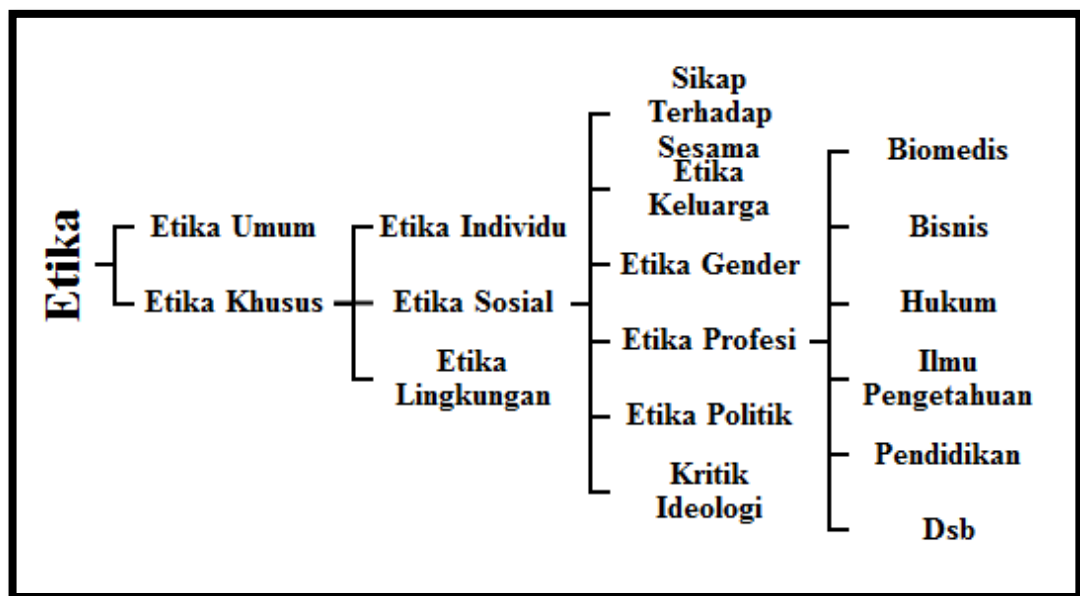 Etika
Etika Umum
Etika Khusus
Etika Individu
Etika Sosial
Etika
Lingkungan
Sikap
Terhadap
Sesama
Etika
Keluarga
Etika Gender
Etika Profesi
Etika Politik
Kritik
Ideologi
Biomedis
Bisnis
Hukum
Ilmu
Pengetahuan
Pendidikan
Dsb